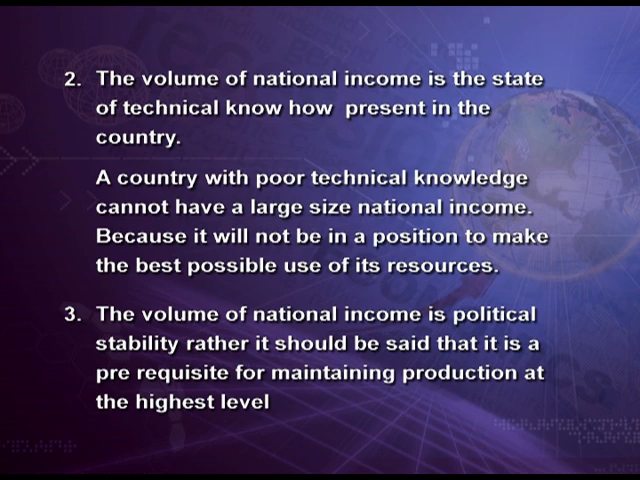 2. The volume of national income is the state
of technical know how present in the
country.
A country with poor technical knowledge
cannot have a large size national income.
Because it will not be in a position to make
the best possible use of its resources.
3. The volume of national income is political
stability rather it should be said that it is a
pre requisite for maintaining production at
the highest level